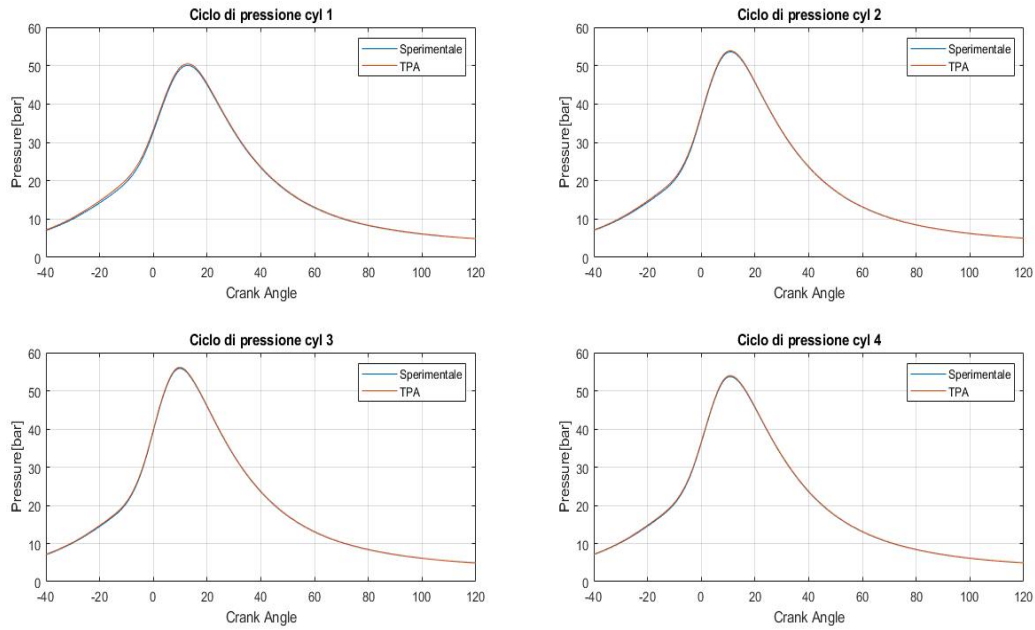 Ciclo di pressione cyl 1
60
50
40
30
20
10
0
Pressure[bar]
Sperimentale
TPA
-40 -20 0 20 40 60 80 100 120
Crank Angle
Ciclo di pressione cyl 2
60
50
40
30
20
10
0
Pressure[bar]
Sperimentale
TPA
-40 -20 0 20 40 60 80 100 120
Crank Angle
Ciclo di pressione cyl 3
60
50
40
30
20
10
0
Pressure[bar]
Sperimentale
TPA
-40 -20 0 20 40 60 80 100 120
Crank Angle
Ciclo di pressione cyl 4
60
50
40
30
20
10
0
Pressure[bar]
Sperimentale
TPA
-40 -20 0 20 40 60 80 100 120
Crank Angle